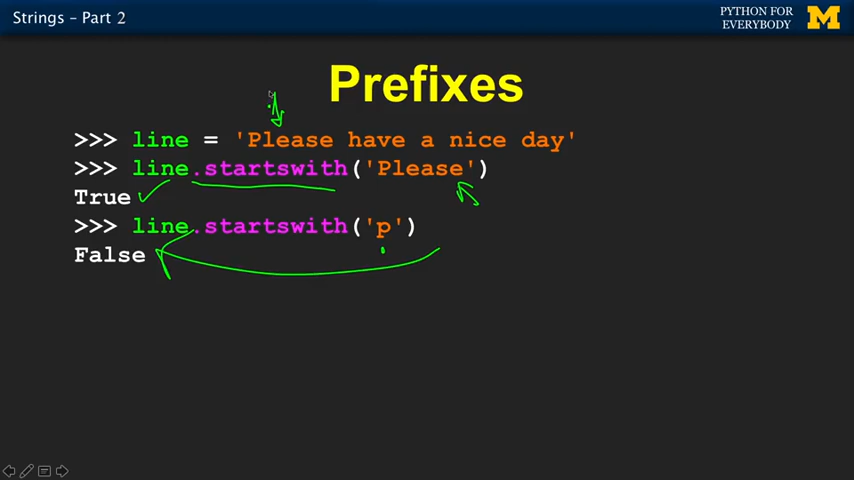 Strings – Part 2
PYTHON FOR
EVERYBODY
Prefixes
>>> line = 'Please have a nice day'
>>> line.startswith('Please')
True
>>> line.startswith('p')
False